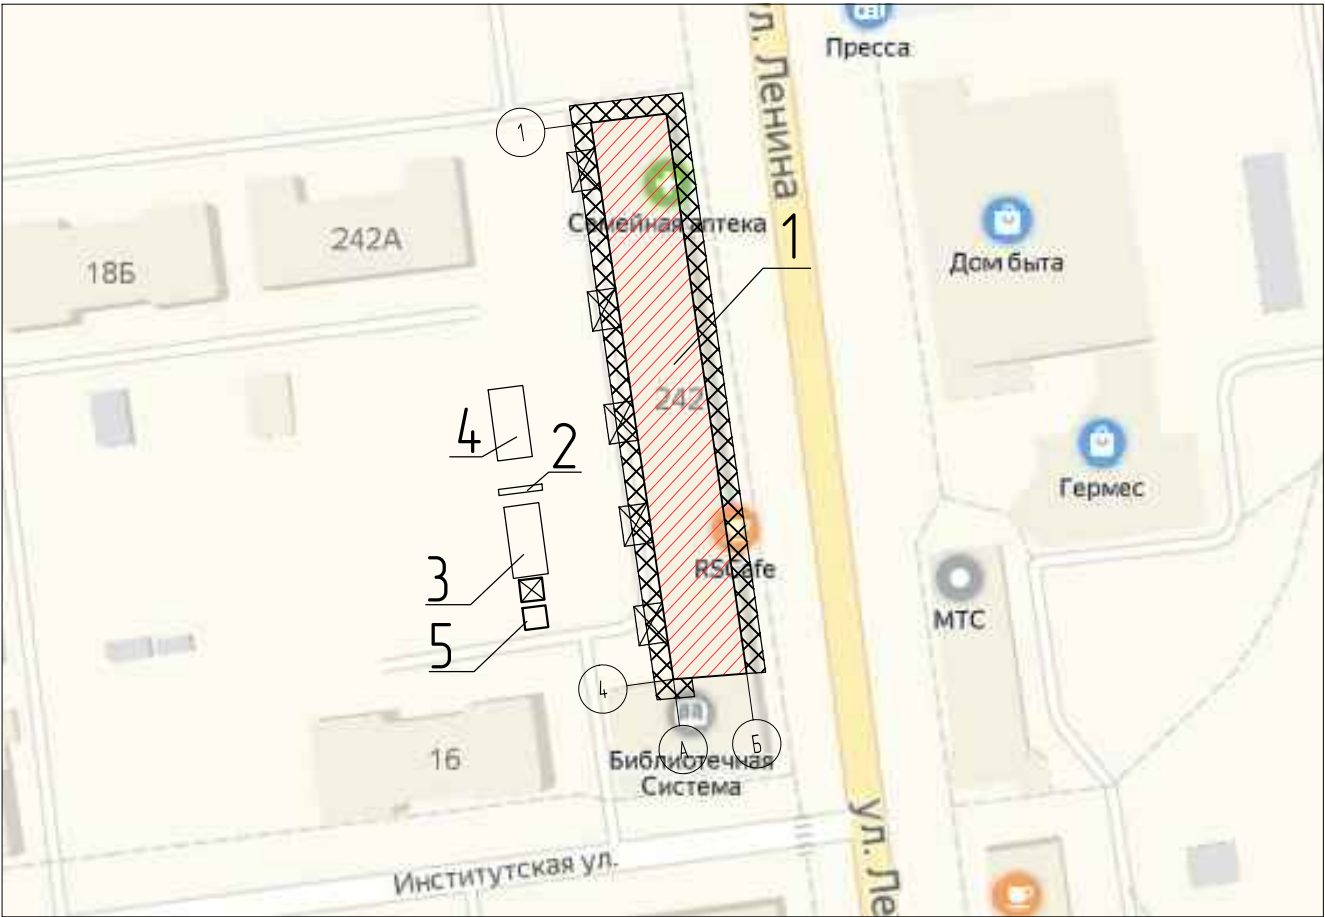 Пресса
ул. Ленина
1
Семейная аптека
1
242А
18Б
Дом быта
242
4
2
Гермес
RSCafe
3
МТС
5
4
А
Б
16
Библиотечная
Система
ул. Ле
Институтская ул.